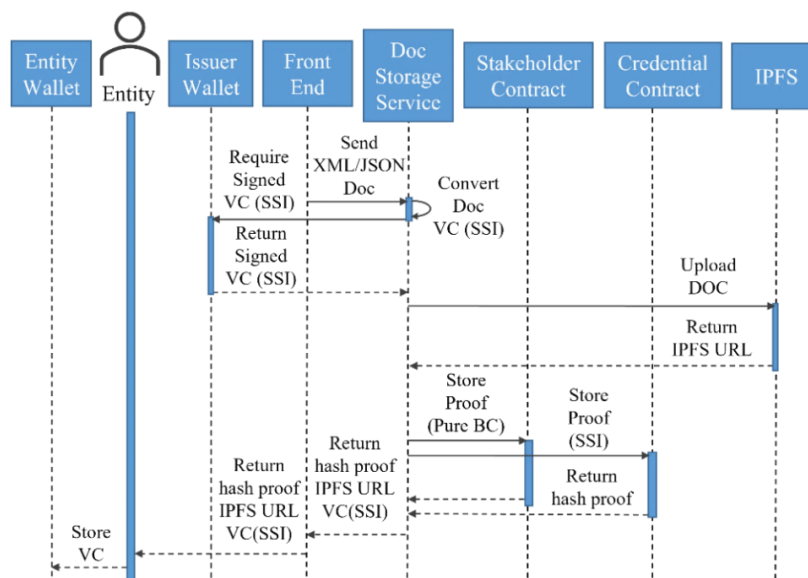 Entity
Wallet
Entity
Issuer
Wallet
Front
End
Doc
Storage
Service
Stakeholder
Contract
Credential
Contract
IPFS
Send
XML/JSON
Doc
Require
Signed
VC (SSI)
Convert
Doc
VC (SSI)
Return
Signed
VC (SSI)
Upload
DOC
Return
IPFS URL
Store
Proof
(Pure BC)
Store
Proof
(SSI)
Return
hash proof
Return
hash proof
IPFS URL
VC(SSI)
Return
hash proof
IPFS URL
VC(SSI)
Store
VC